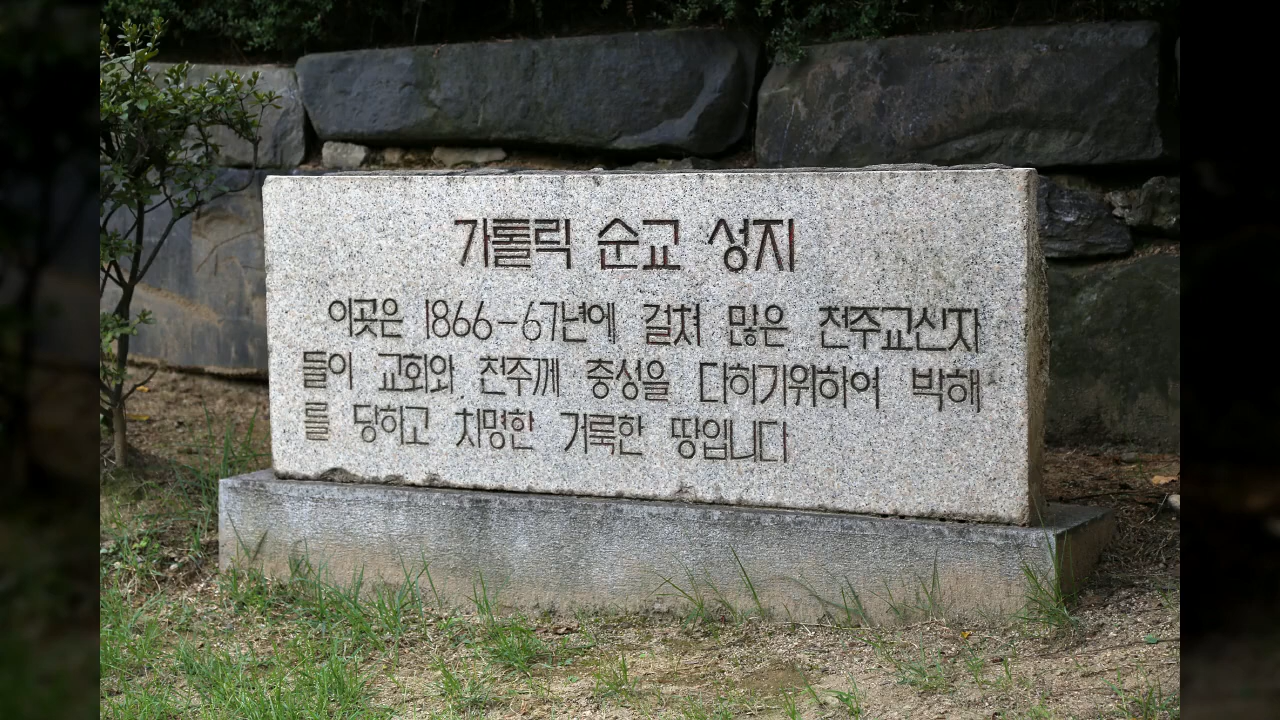 가톨릭 순교 성지
이곳은 1866-67년에 걸쳐 많은 천주교신자
들이 교회와 천주께 충성을 다하기위하여 박해
를 당하고 치명한 거룩한 땅입니다